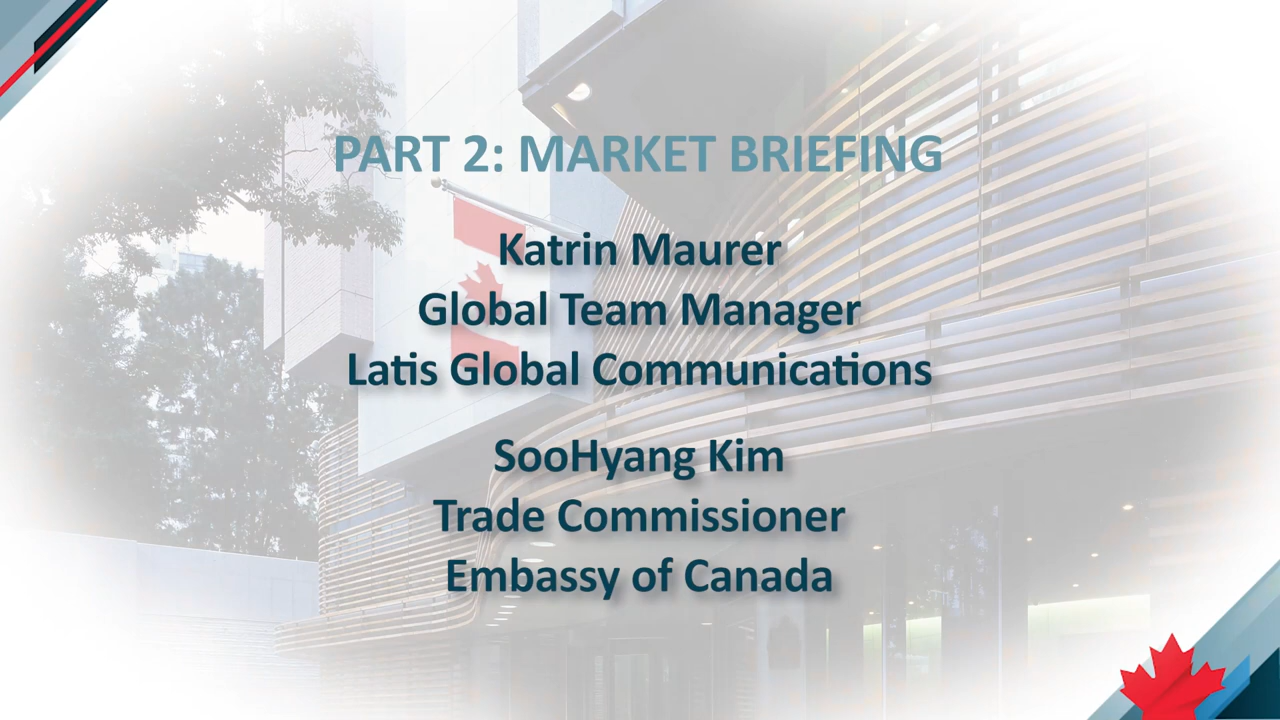 PART 2: MARKET BRIEFING
Katrin Maurer
Global Team Manager
Latis Global Communications
SooHyang Kim
Trade Commissioner
Embassy of Canada